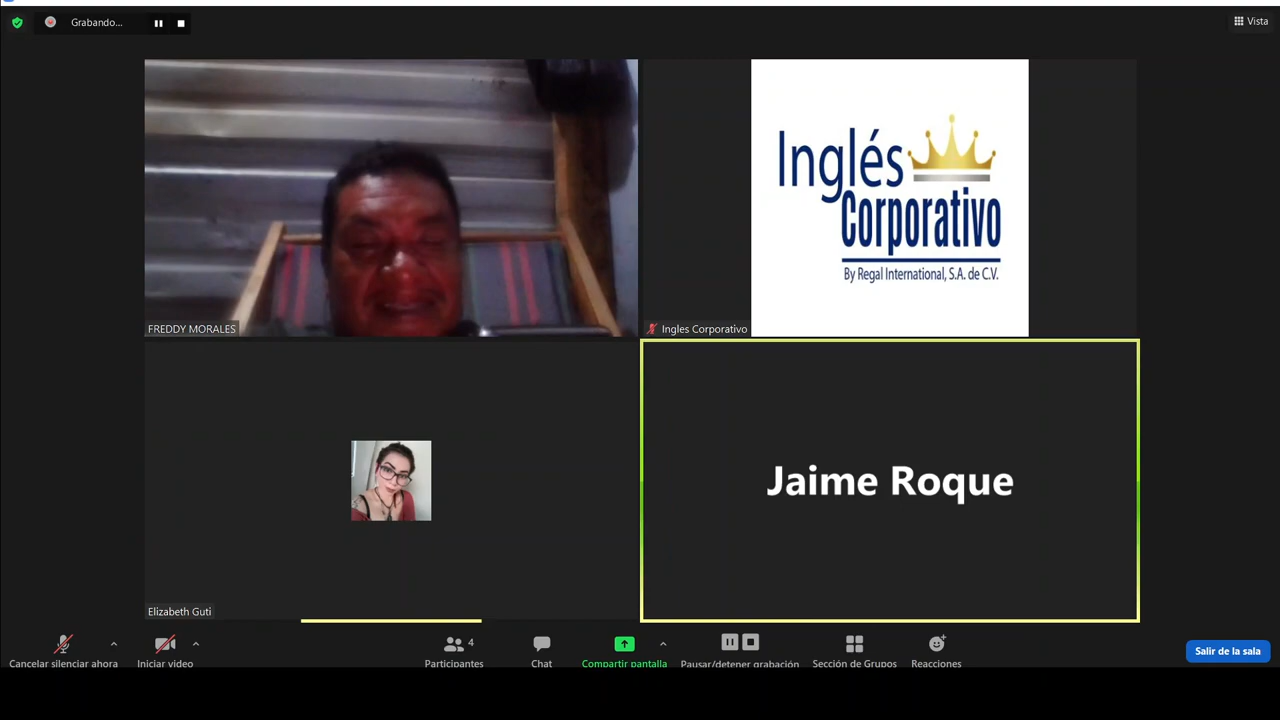 Grabando...
Vista
FREDDY MORALES
Inglés
Corporativo
By Regal International, S.A. de C.V.
Ingles Corporativo
Elizabeth Guti
Jaime Roque
Cancelar silenciar ahora
Iniciar video
4
Participantes
Chat
Compartir pantalla
Pausar/detener grabación
Sección de Grupos
Reacciones
Salir de la sala